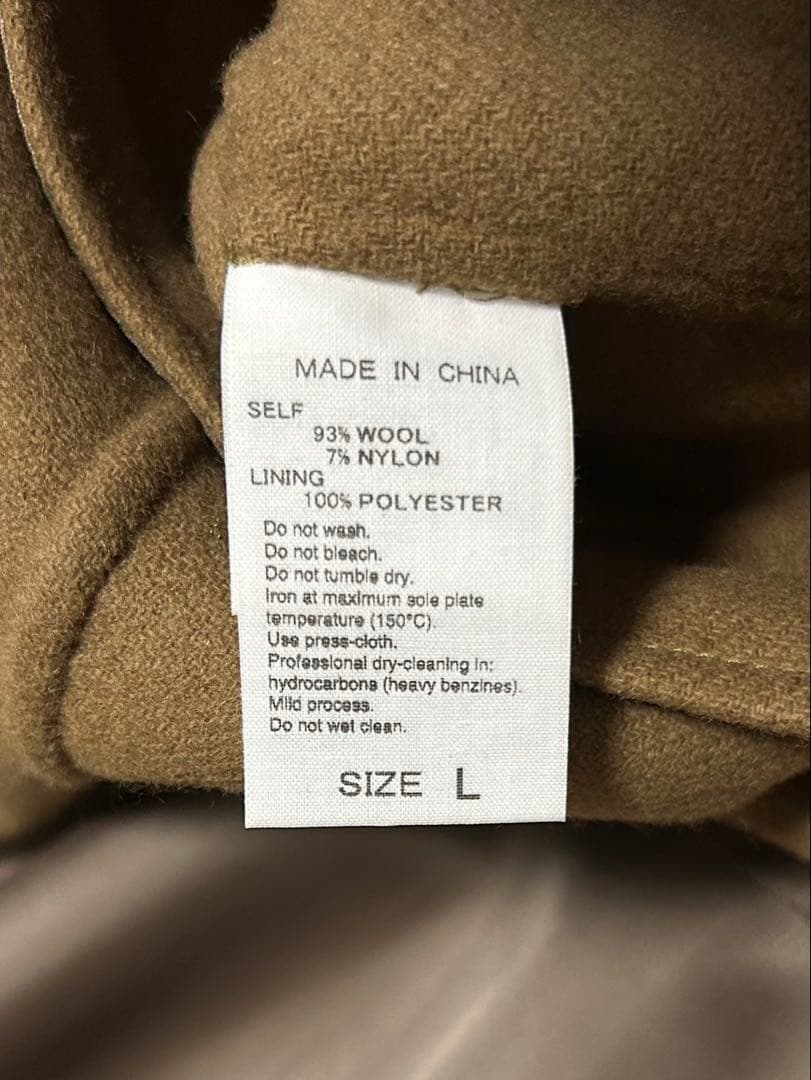 MADE IN CHINA
SELF
93% WOOL
7% NYLON
LINING
100% POLYESTER
Do not wash.
Do not bleach.
Do not tumble dry.
Iron at maximum sole plate
temperature (150°C).
Use press-cloth.
Professional dry-cleaning in:
hydrocarbons (heavy benzines).
Mild process.
Do not wet clean.
SIZE L